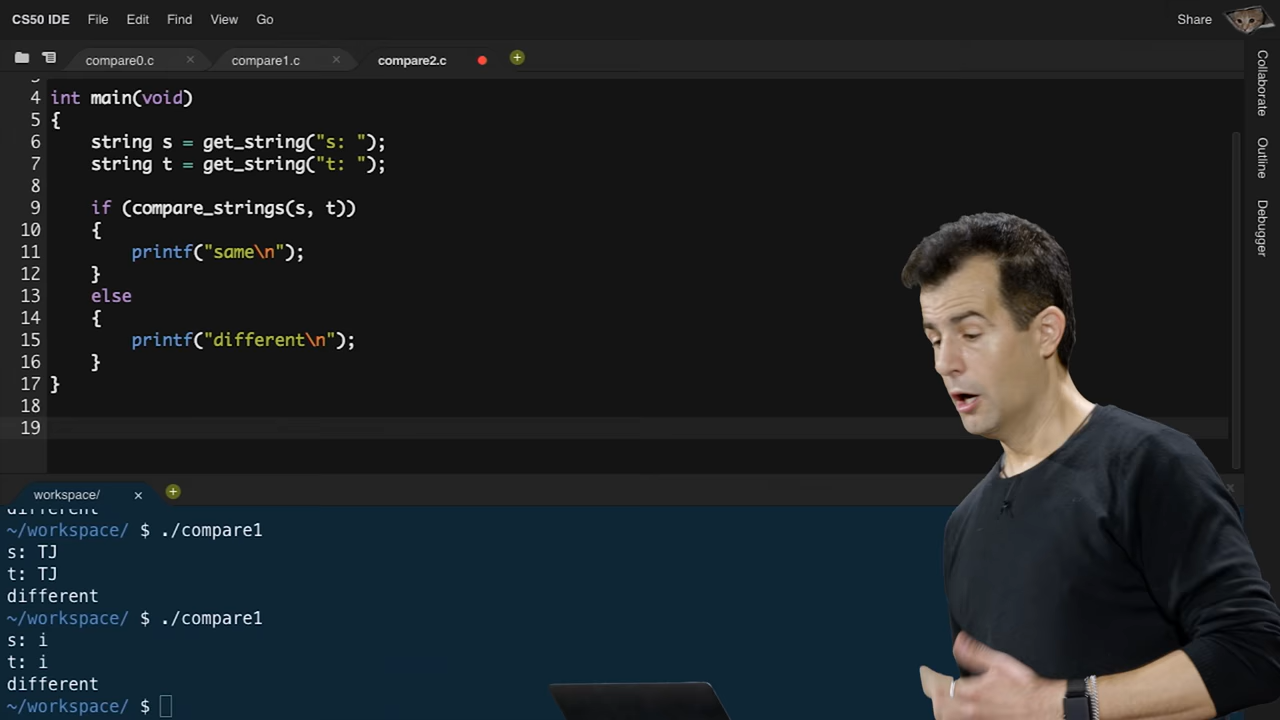 CS50 IDE File Edit Find View Go Share
compare0.c compare1.c compare2.c
4 int main(void)
5 {
6 string s = get_string("s: ");
7 string t = get_string("t: ");
8
9 if (compare_strings(s, t))
10 {
11 printf("same\n");
12 }
13 else
14 {
15 printf("different\n");
16 }
17 }
18
19
Collaborate
Outline
Debugger
workspace/
different
~/workspace/ $ ./compare1
s: TJ
t: TJ
different
~/workspace/ $ ./compare1
s: i
t: i
different
~/workspace/ $